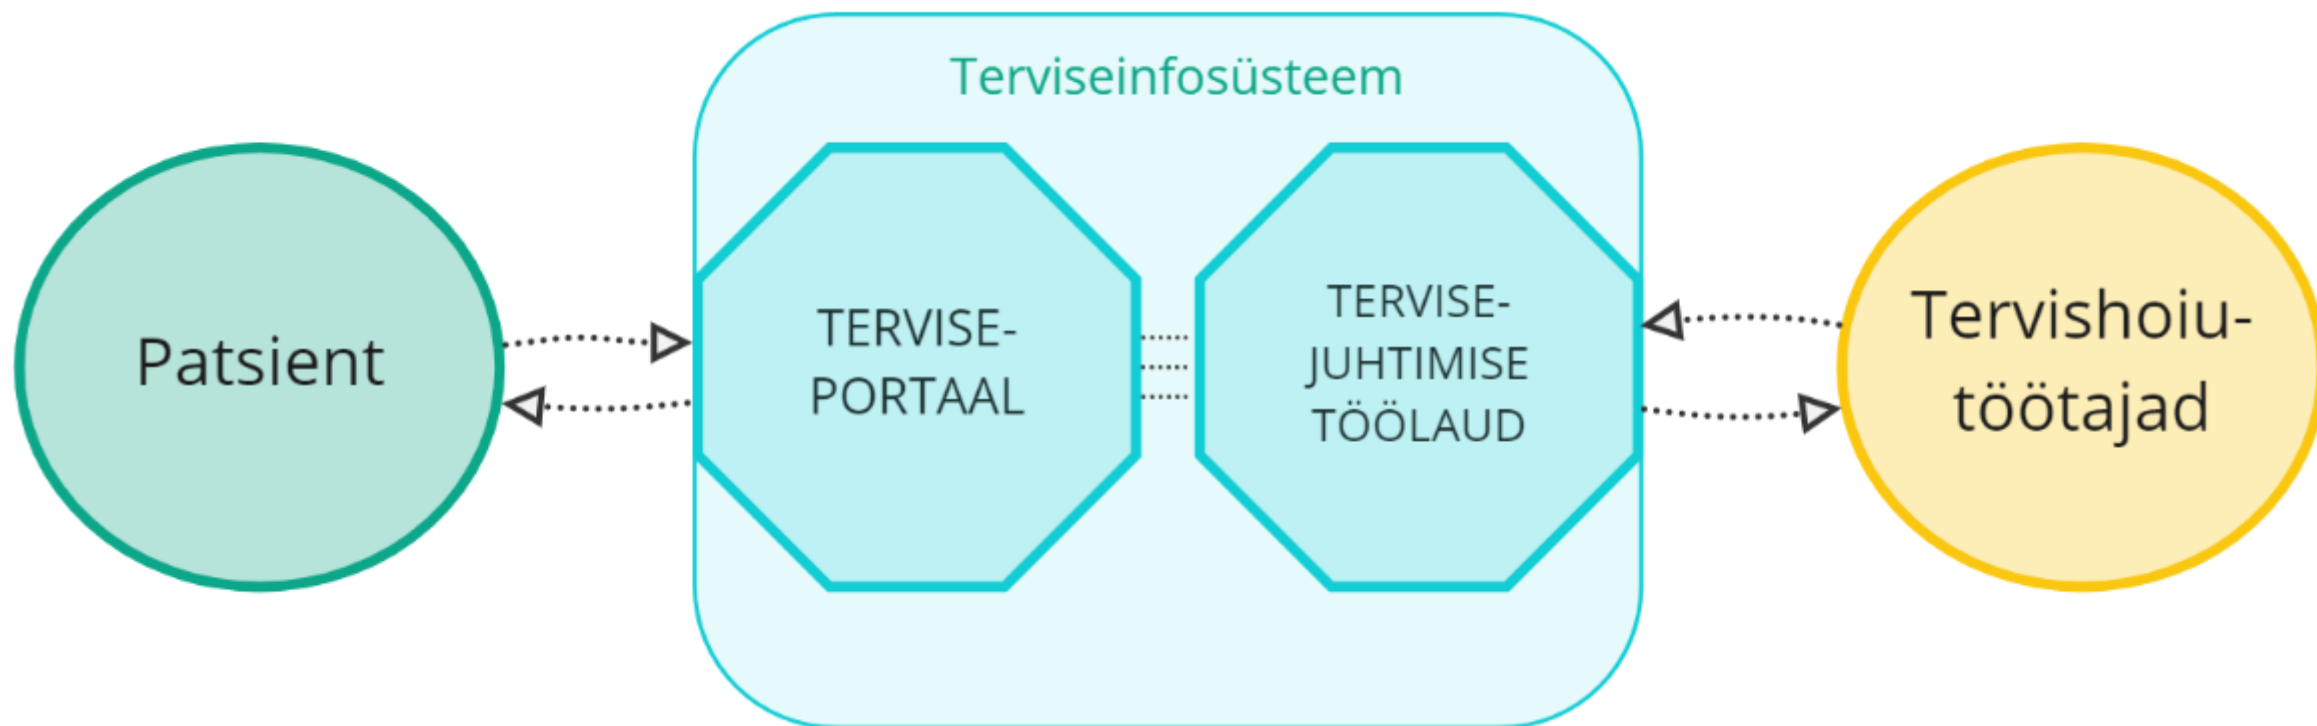 Terviseinfosüsteem
Patsient
TERVISE-
PORTAAL
TERVISE-
JUHTIMISE
TÖÖLAUD
Tervishoiu-
töötajad